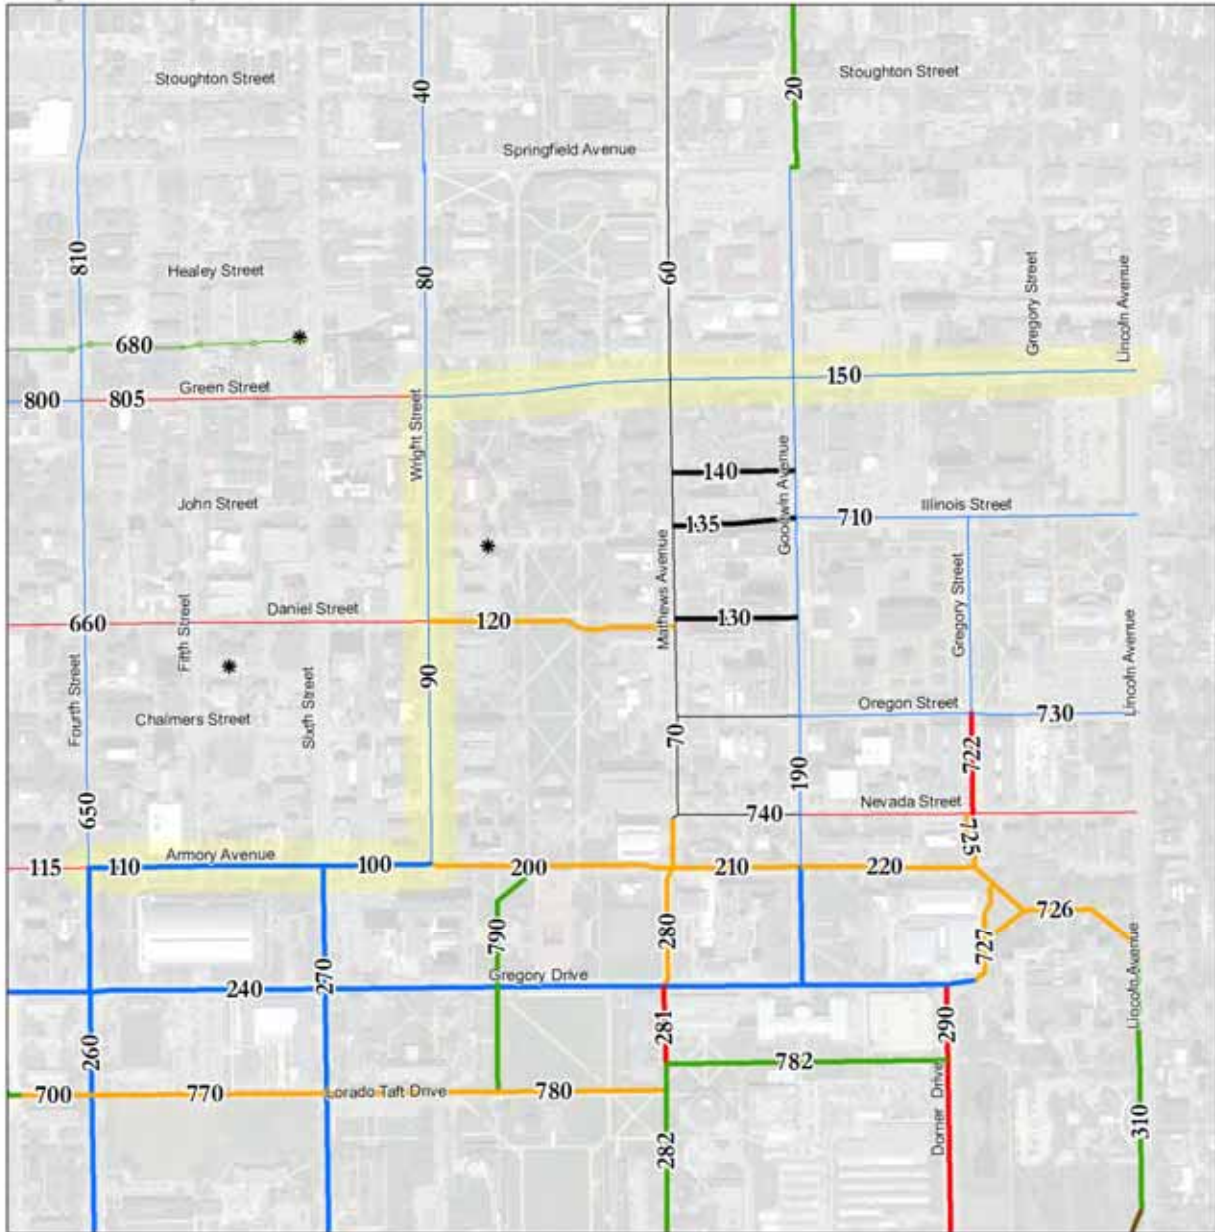 Stoughton Street
Stoughton Street
40
20
Springfield Avenue
810
Healey Street
80
60
Gregory Street
Lincoln Avenue
680
Green Street
150
800
805
Wright Street
140
Goodwin Avenue
John Street
Illinois Street
135
710
Mathews Avenue
Daniel Street
660
120
130
Fifth Street
Gregory Street
Lincoln Avenue
90
Fourth Street
Sixth Street
Chalmers Street
Oregon Street
730
70
722
190
650
Nevada Street
740
725
Armory Avenue
115
110
100
200
210
220
726
280
790
727
Gregory Drive
240
270
Lincoln Avenue
281
290
260
782
700
770
Lorado Taft Drive
780
Dorner Drive
282
310